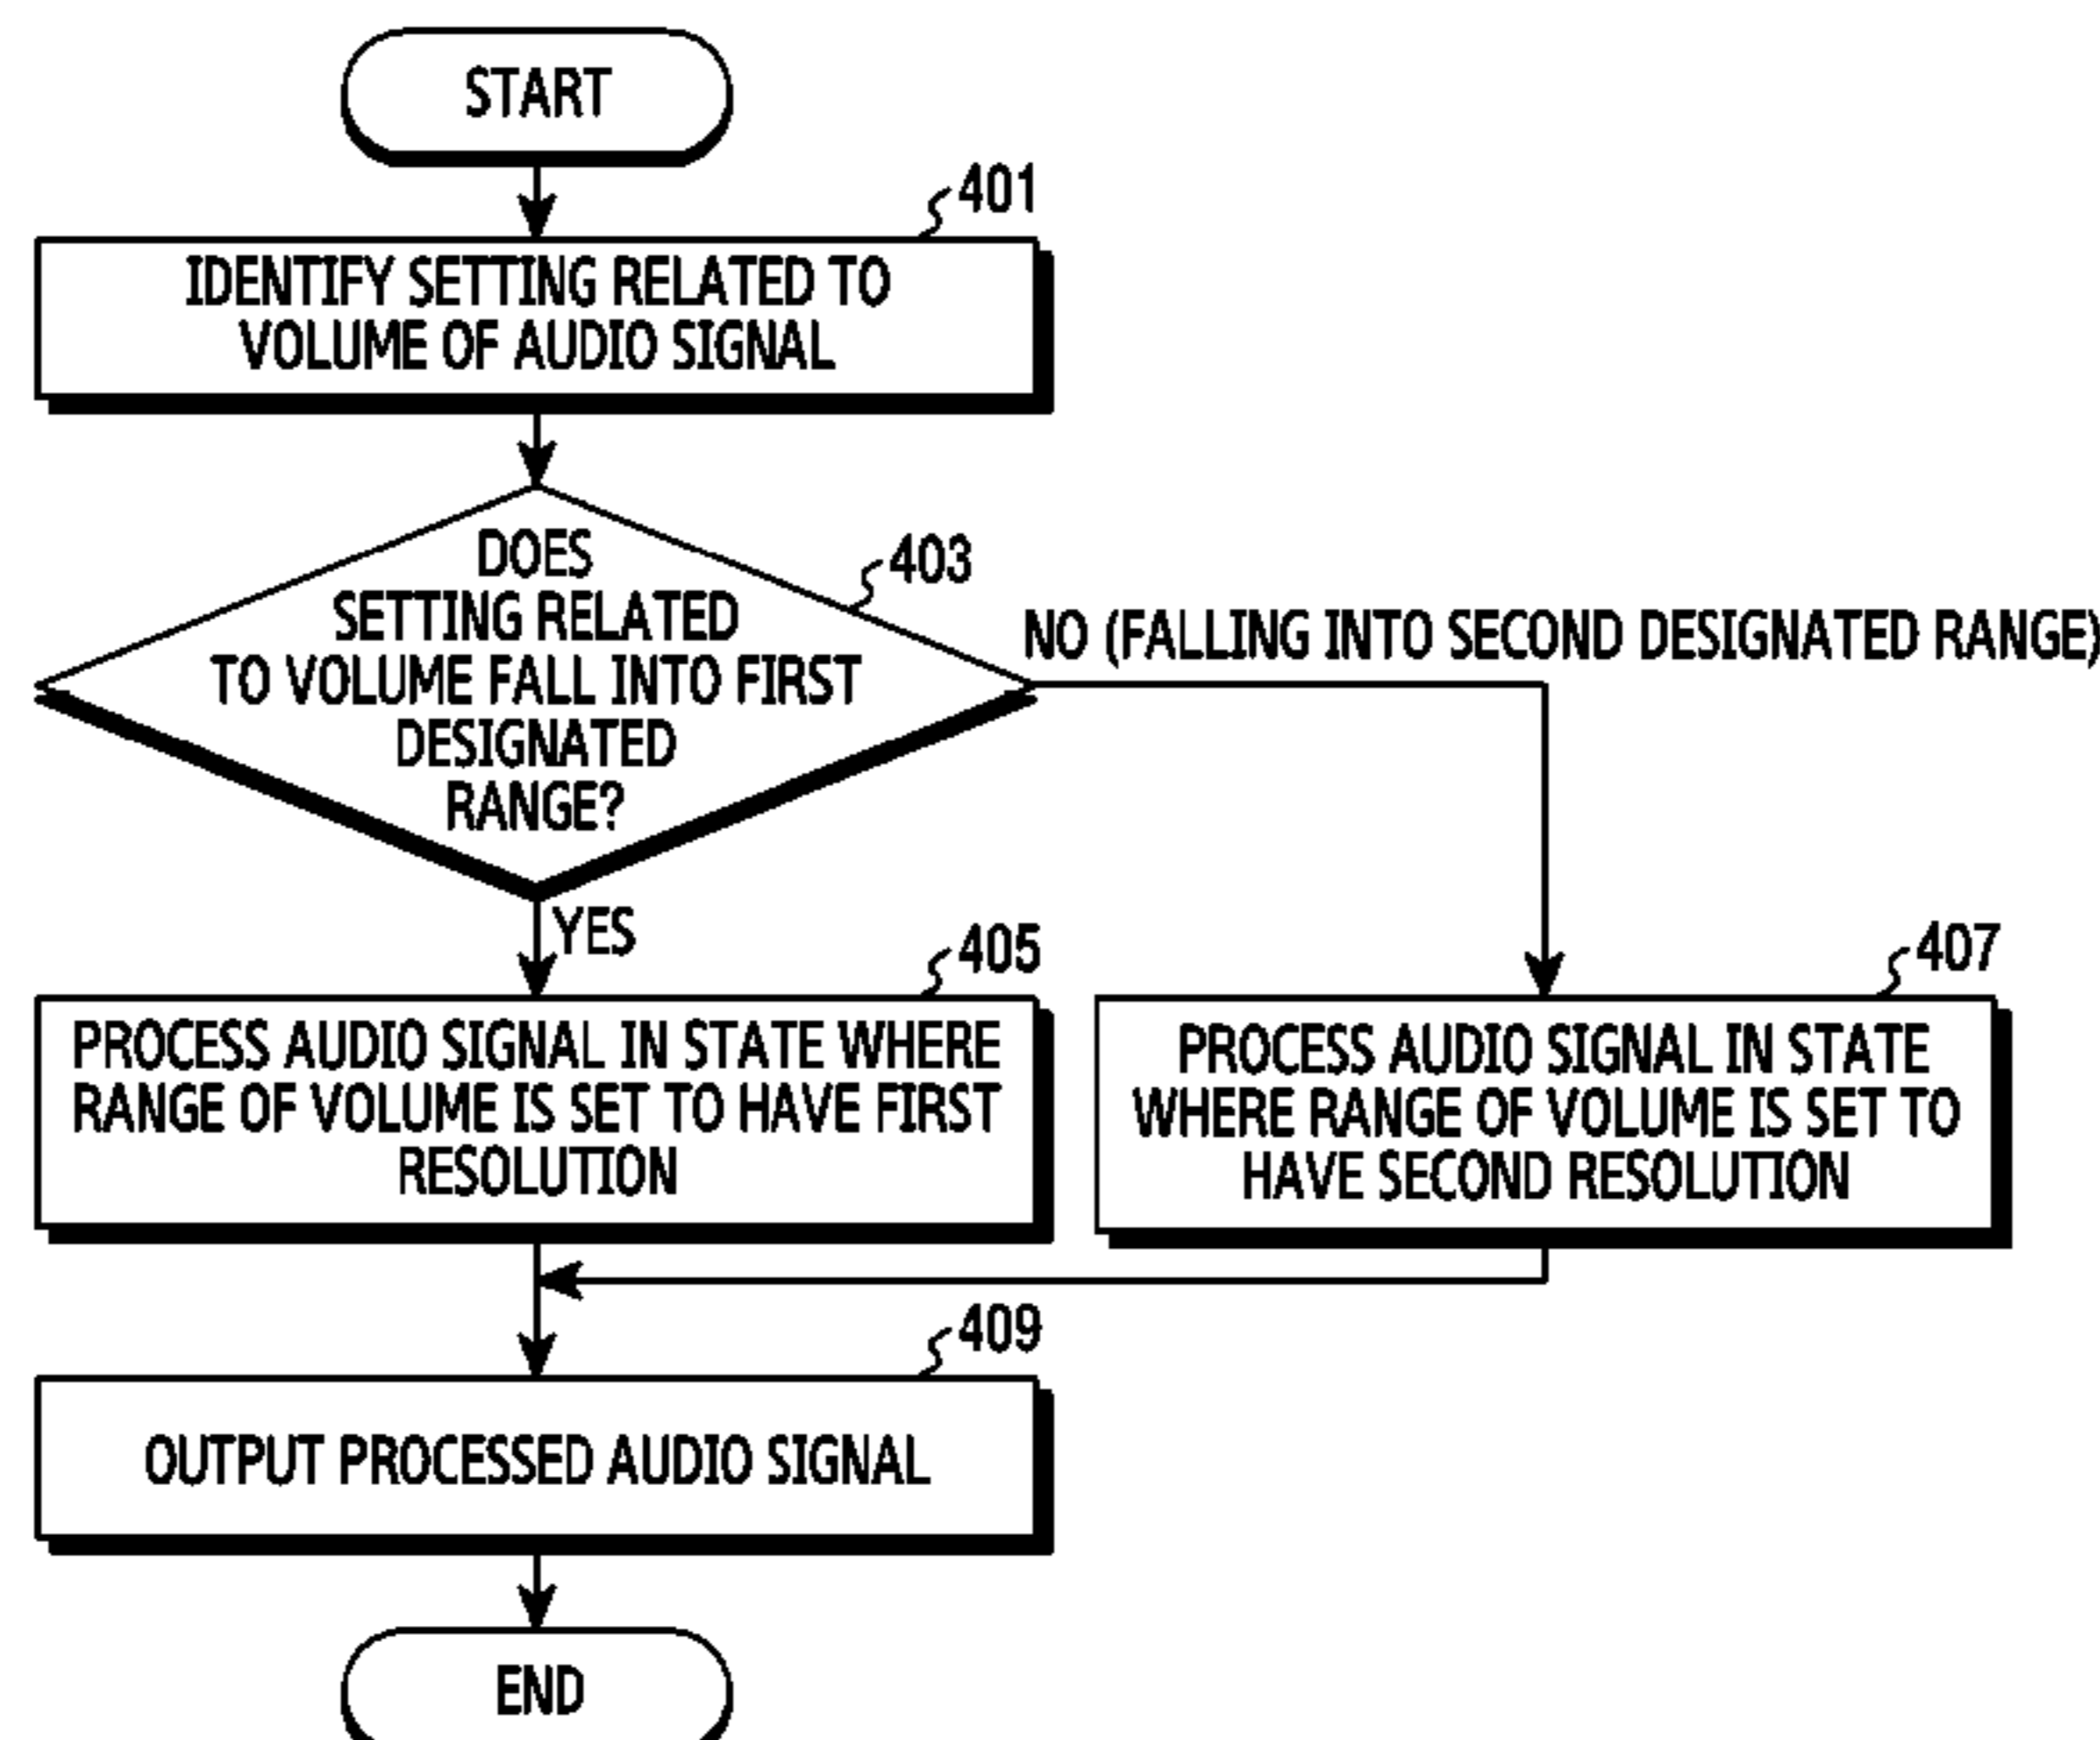 START
401
IDENTIFY SETTING RELATED TO
VOLUME OF AUDIO SIGNAL
403
DOES
SETTING RELATED
TO VOLUME FALL INTO FIRST
DESIGNATED
RANGE?
NO (FALLING INTO SECOND DESIGNATED RANGE)
YES
405
PROCESS AUDIO SIGNAL IN STATE WHERE
RANGE OF VOLUME IS SET TO HAVE FIRST
RESOLUTION
407
PROCESS AUDIO SIGNAL IN STATE
WHERE RANGE OF VOLUME IS SET TO
HAVE SECOND RESOLUTION
409
OUTPUT PROCESSED AUDIO SIGNAL
END